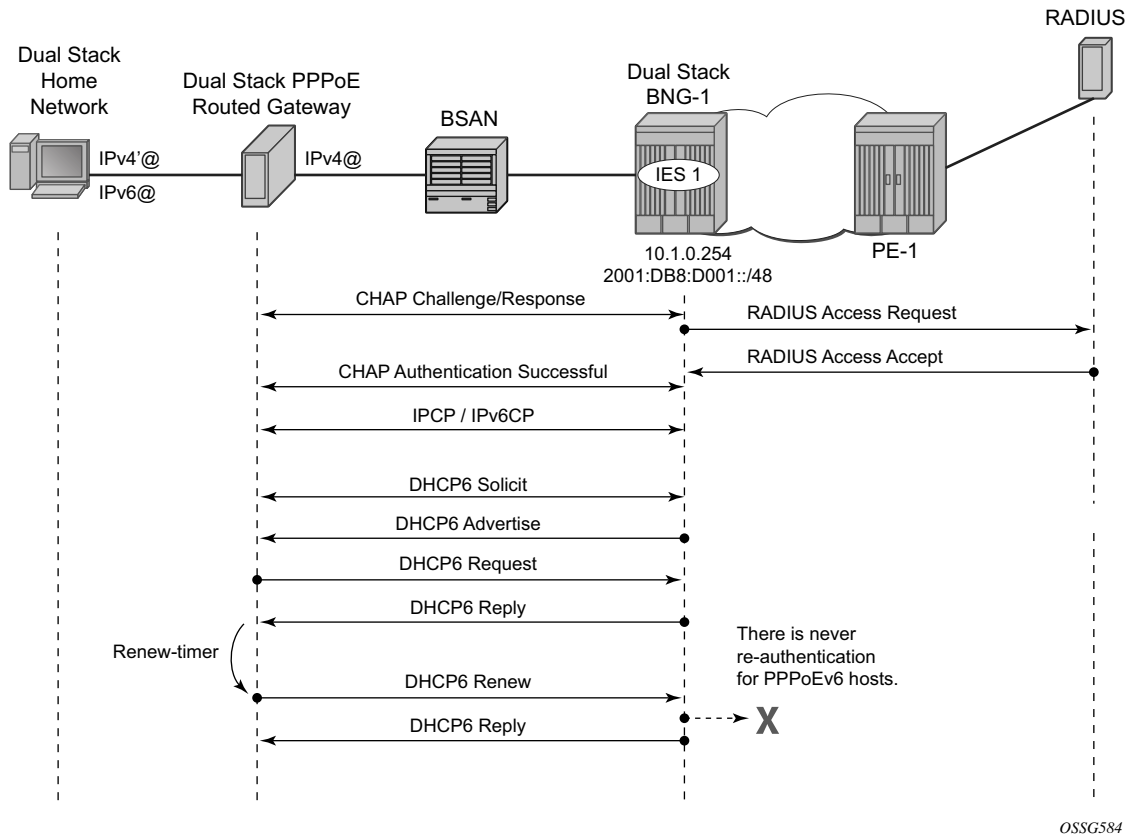 RADIUS
Dual Stack
Home
Network
Dual Stack PPPoE
Routed Gateway
BSAN
Dual Stack
BNG-1
IPv4'@
IPv6@
IPv4@
IES 1
PE-1
10.1.0.254
2001:DB8:D001::/48
CHAP Challenge/Response
RADIUS Access Request
RADIUS Access Accept
CHAP Authentication Successful
IPCP / IPv6CP
DHCP6 Solicit
DHCP6 Advertise
DHCP6 Request
DHCP6 Reply
Renew-timer
There is never
re-authentication
for PPPoEv6 hosts.
DHCP6 Renew
X
DHCP6 Reply
OSSG584